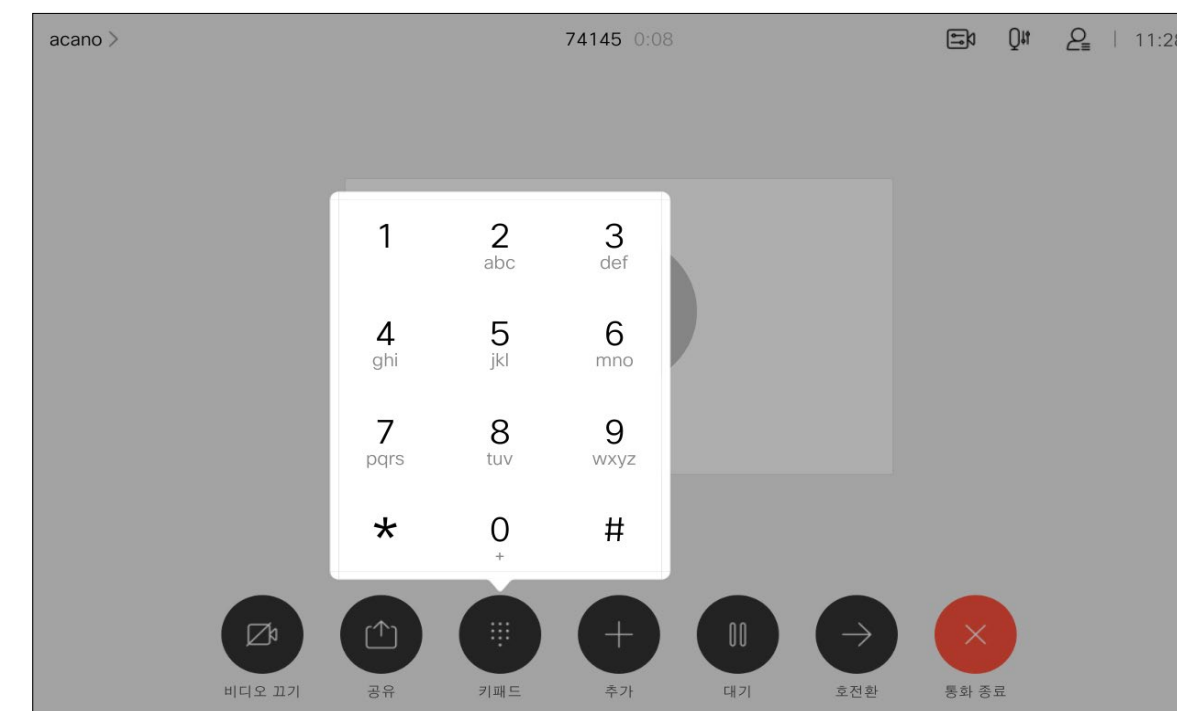 acano >
74145 0:08
11:28
1 2 3
abc def
4 5 6
ghi jkl mno
7 8 9
pqrs tuv wxyz
* 0 #
+
비디오 끄기 공유 키패드 추가 대기 호전환 통화 종료